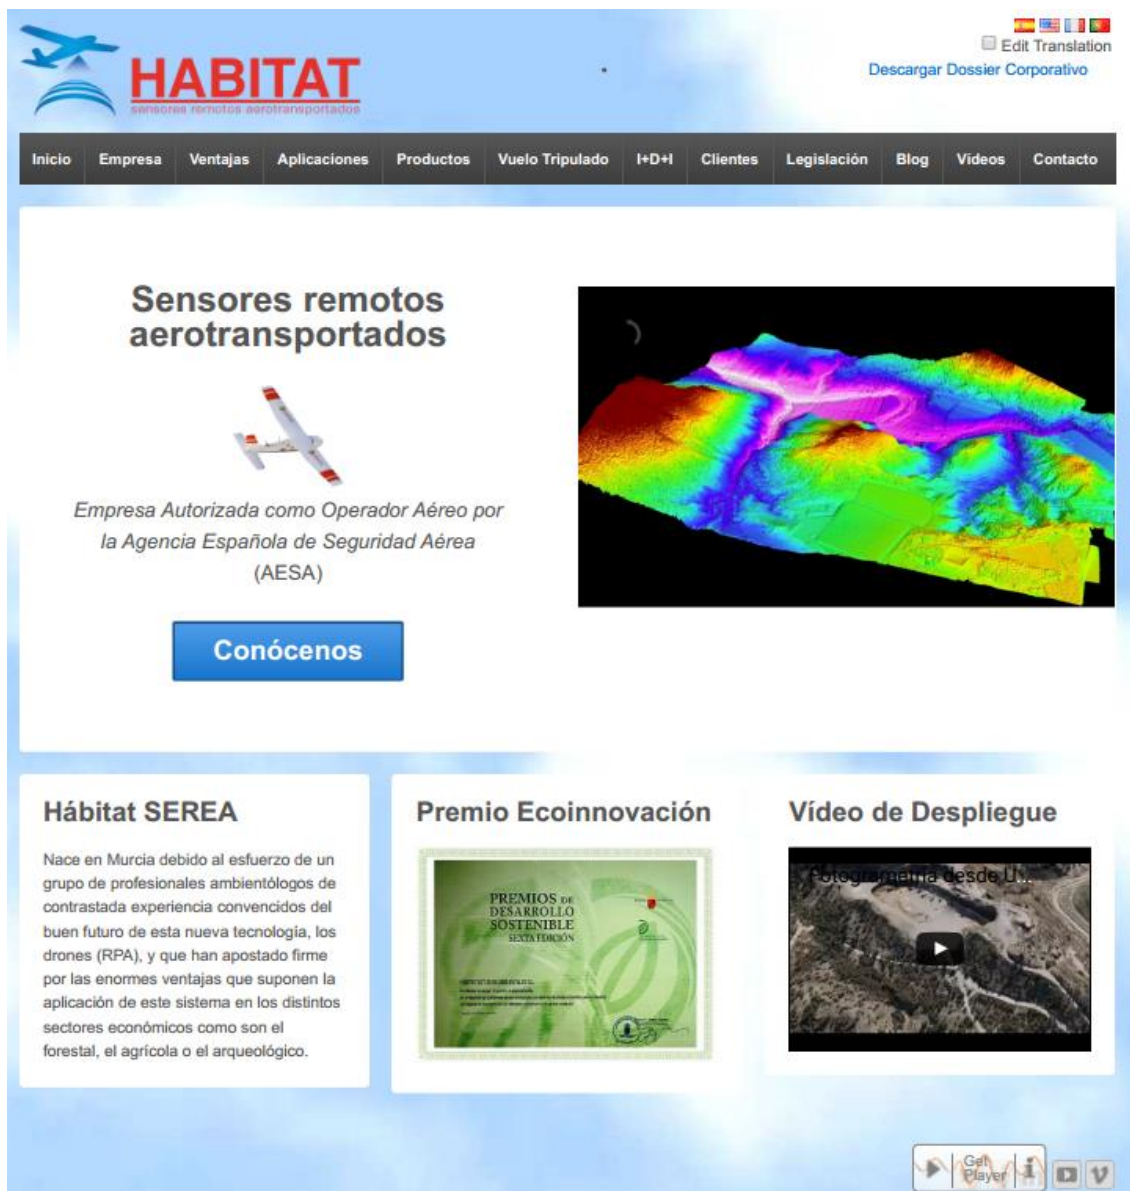 Edit Translation
Descargar Dossier Corporativo
HABITAT
sensores remotos aerotransportados
Inicio Empresa Ventajas Aplicaciones Productos Vuelo Tripulado I+D+I Clientes Legislación Blog Videos Contacto
Sensores remotos
aerotransportados
Empresa Autorizada como Operador Aéreo por
la Agencia Española de Seguridad Aérea
(AESA)
Conócenos
Hábitat SEREA
Nace en Murcia debido al esfuerzo de un
grupo de profesionales ambientólogos de
contrastada experiencia convencidos del
buen futuro de esta nueva tecnología, los
drones (RPA), y que han apostado firme
por las enormes ventajas que suponen la
aplicación de este sistema en los distintos
sectores económicos como son el
forestal, el agrícola o el arqueológico.
Premio Ecoinnovación
PREMIOS DE
DESARROLLO
SOSTENIBLE
SEXTA EDICIÓN
Vídeo de Despliegue
Fotogrametría desde U...
Get
Player